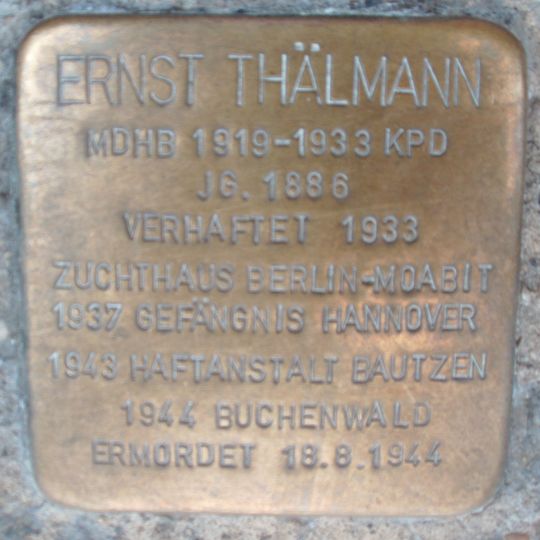 ERNST THÄLMANN
MDHB 1919-1933 KPD
JG. 1886
VERHAFTET 1933
ZUCHTHAUS BERLIN-MOABIT
1937 GEFÄNGNIS HANNOVER
1943 HAFTANSTALT BAUTZEN
1944 BUCHENWALD
ERMORDET 18.8.1944